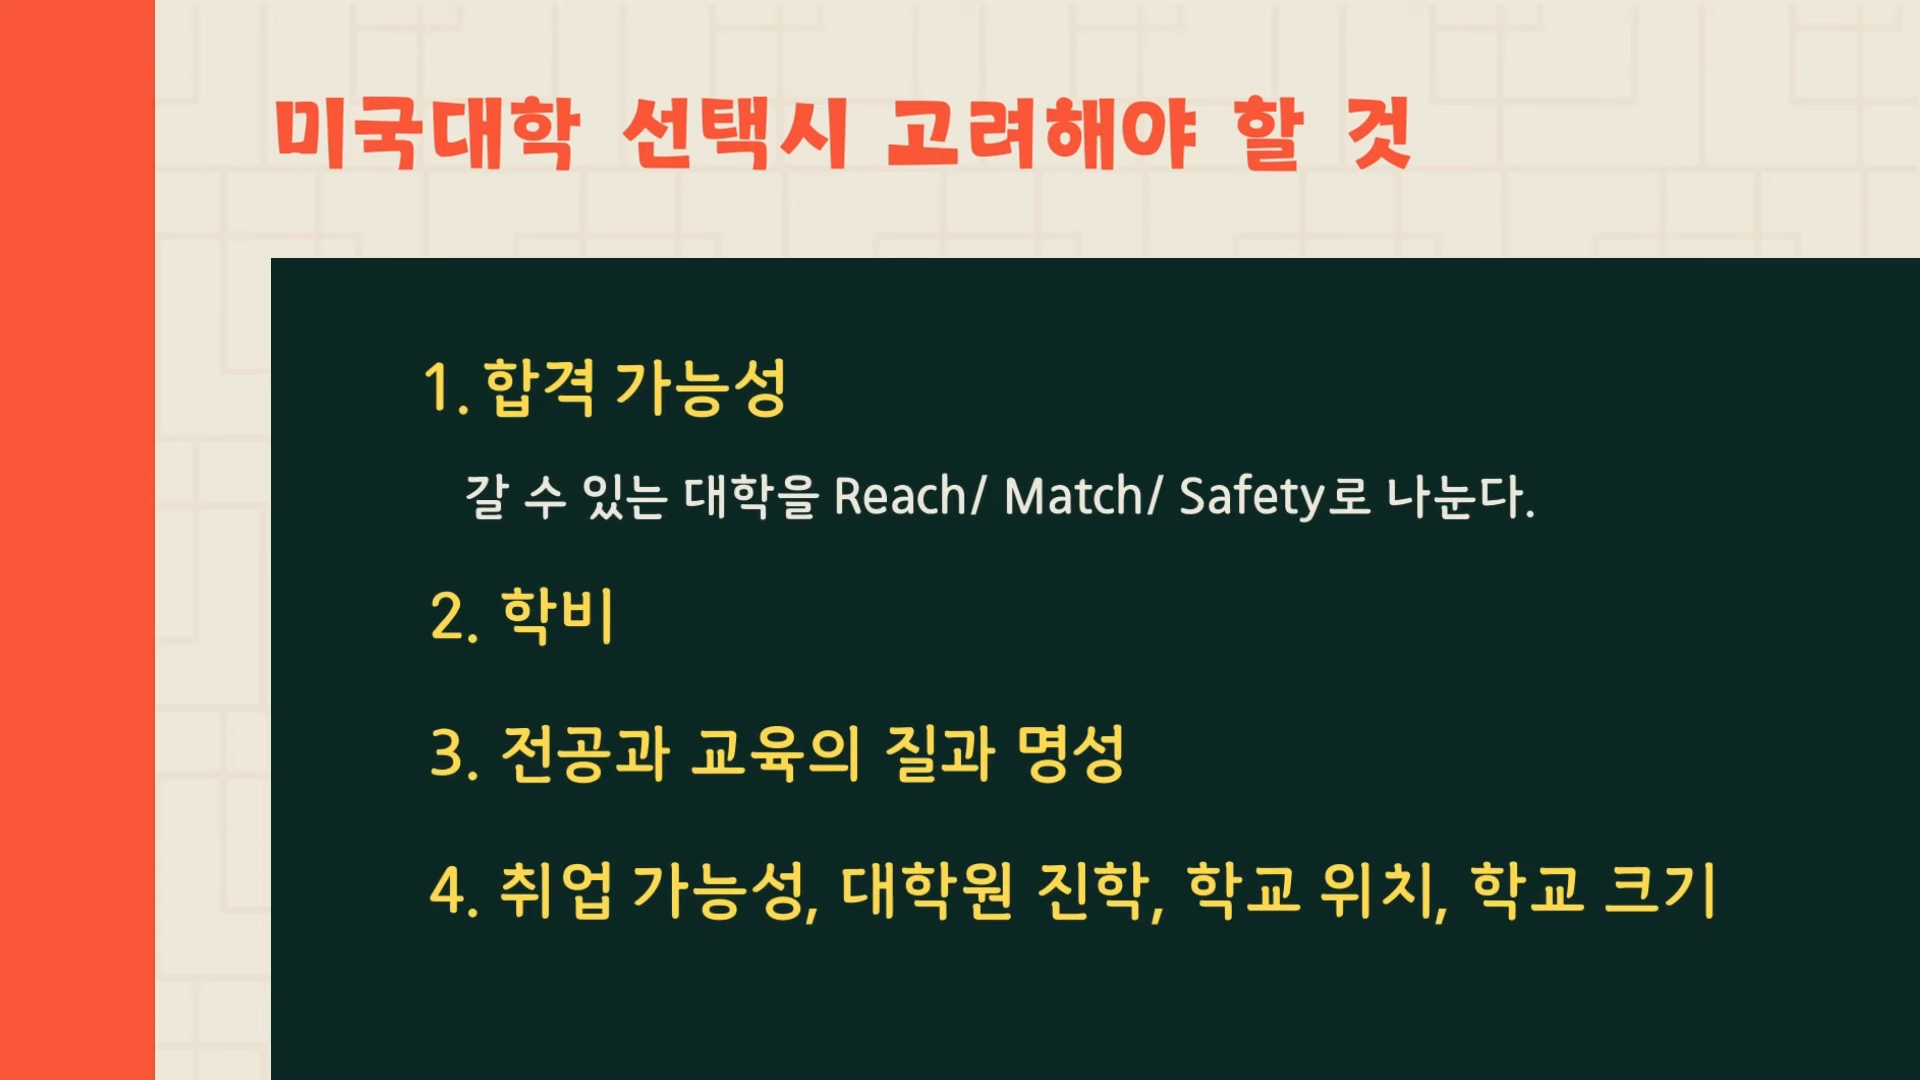 미국대학 선택시 고려해야 할 것
1. 합격 가능성
갈 수 있는 대학을 Reach/ Match/ Safety로 나눈다.
2. 학비
3. 전공과 교육의 질과 명성
4. 취업 가능성, 대학원 진학, 학교 위치, 학교 크기